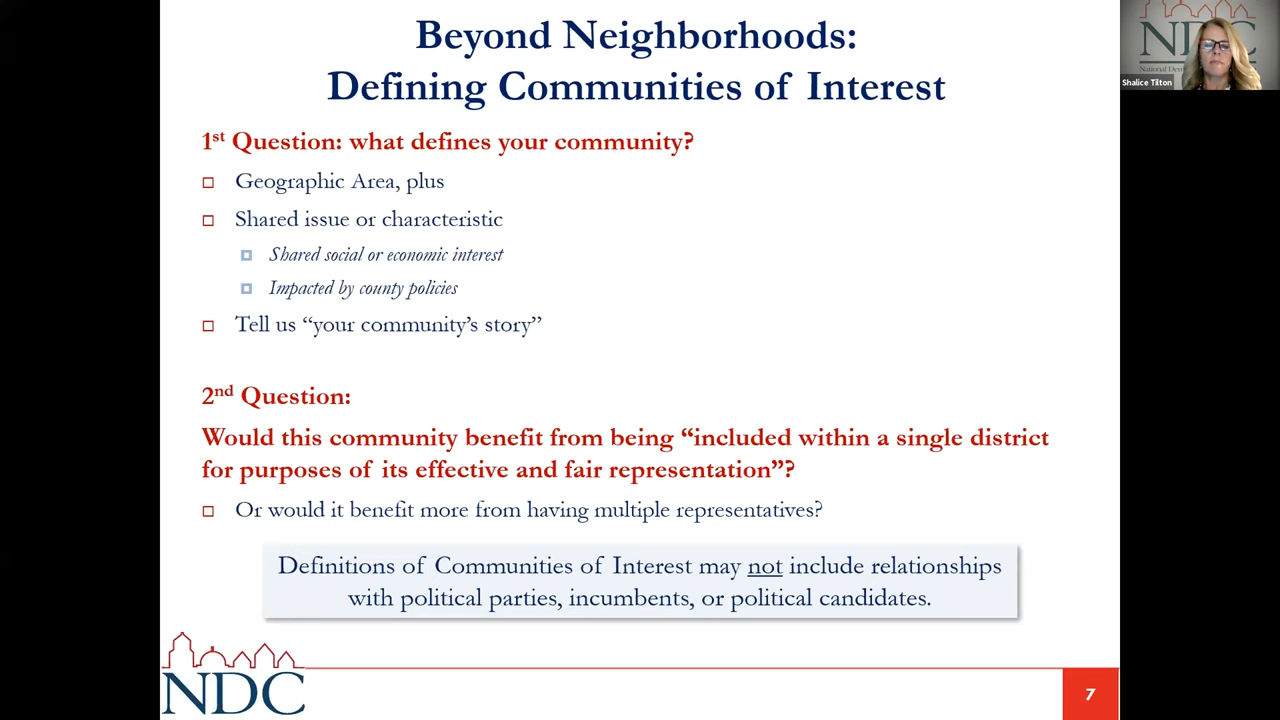 Beyond Neighborhoods:
Defining Communities of Interest
1st Question: what defines your community?
Geographic Area, plus
Shared issue or characteristic
Shared social or economic interest
Impacted by county policies
Tell us “your community’s story”
2nd Question:
Would this community benefit from being “included within a single district
for purposes of its effective and fair representation”?
Or would it benefit more from having multiple representatives?
Definitions of Communities of Interest may not include relationships
with political parties, incumbents, or political candidates.
NDC
7
NDC
National
Shalice Tilton